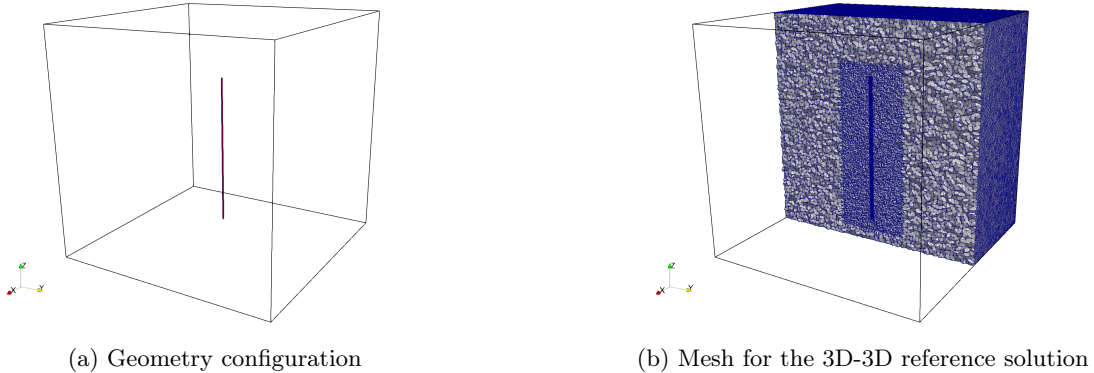 Z
X
Y
Z
X
Y
(a) Geometry configuration
(b) Mesh for the 3D-3D reference solution